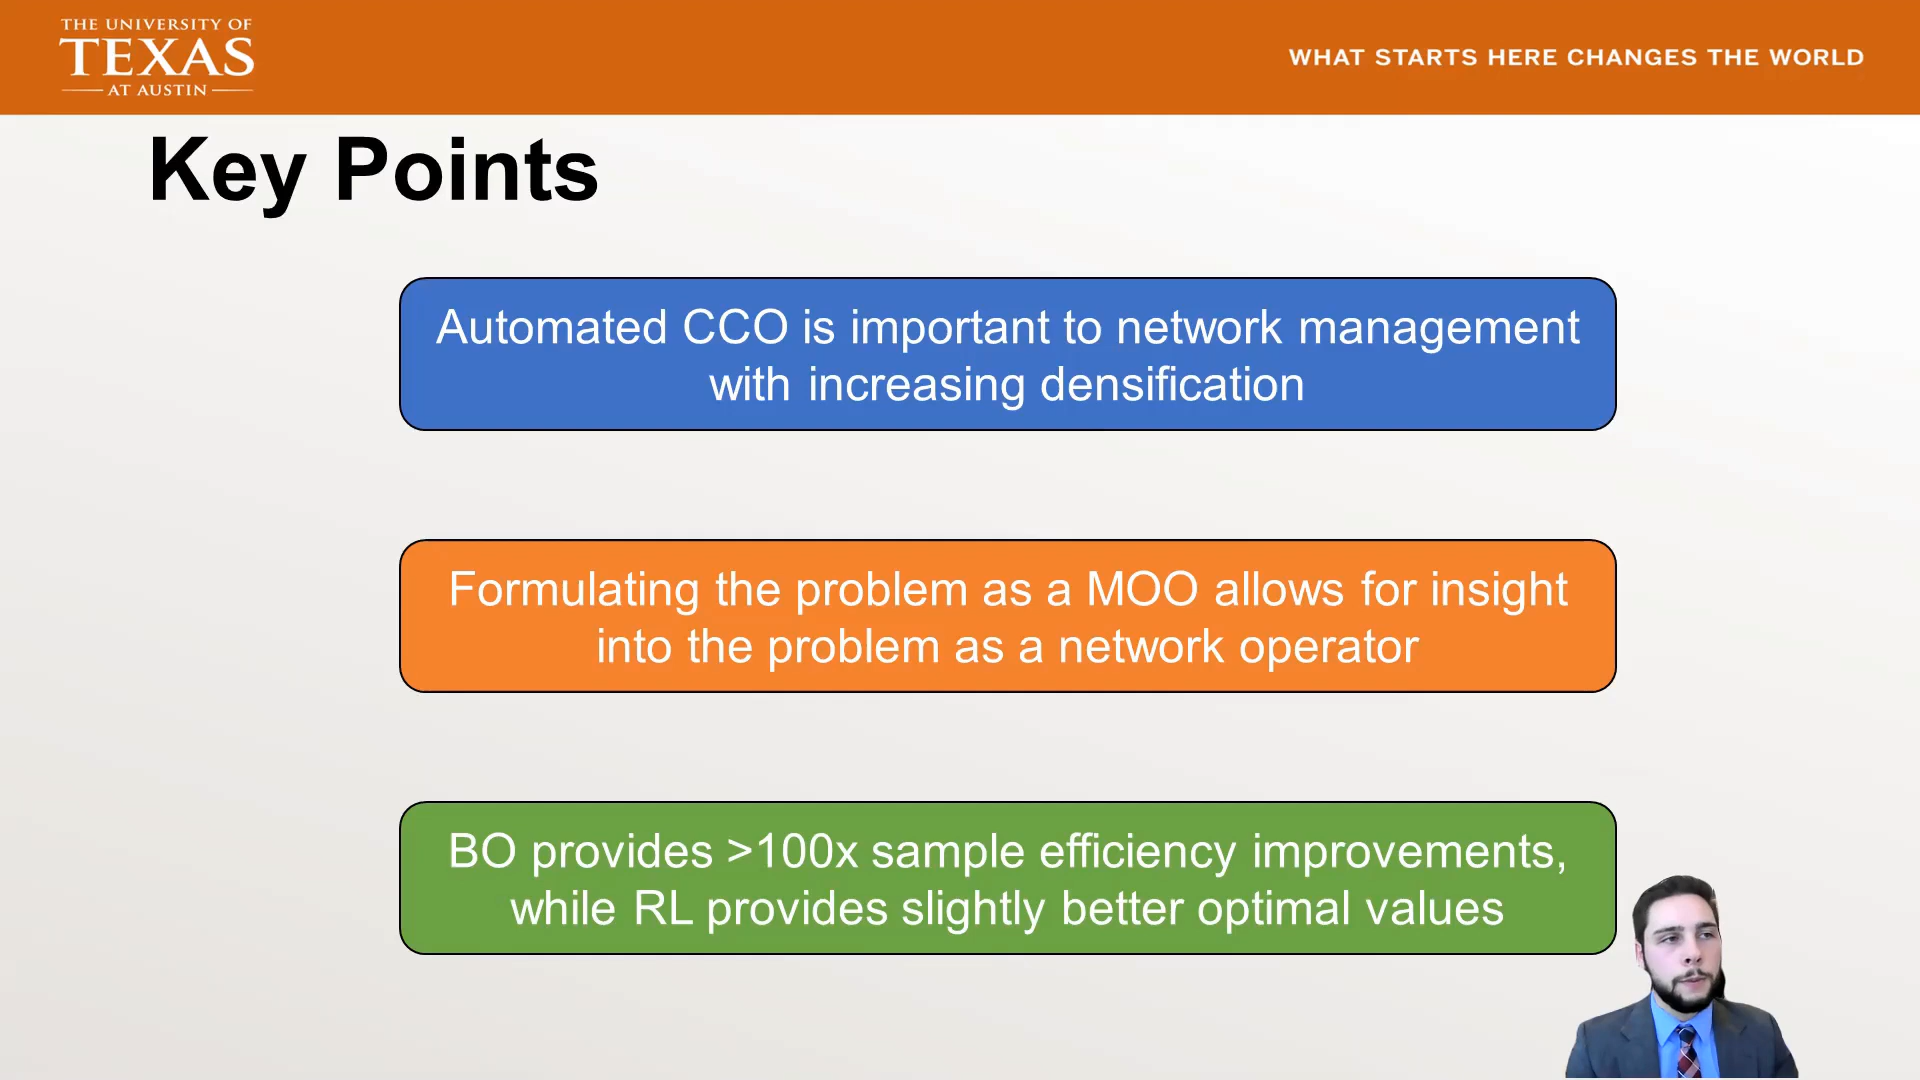 THE UNIVERSITY OF
TEXAS
AT AUSTIN
WHAT STARTS HERE CHANGES THE WORLD
Key Points
Automated CCO is important to network management
with increasing densification
Formulating the problem as a MOO allows for insight
into the problem as a network operator
BO provides >100x sample efficiency improvements,
while RL provides slightly better optimal values